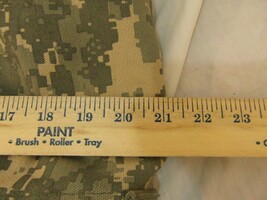 17 18 19 20 21 22 23
PAINT
• Brush • Roller • Tray